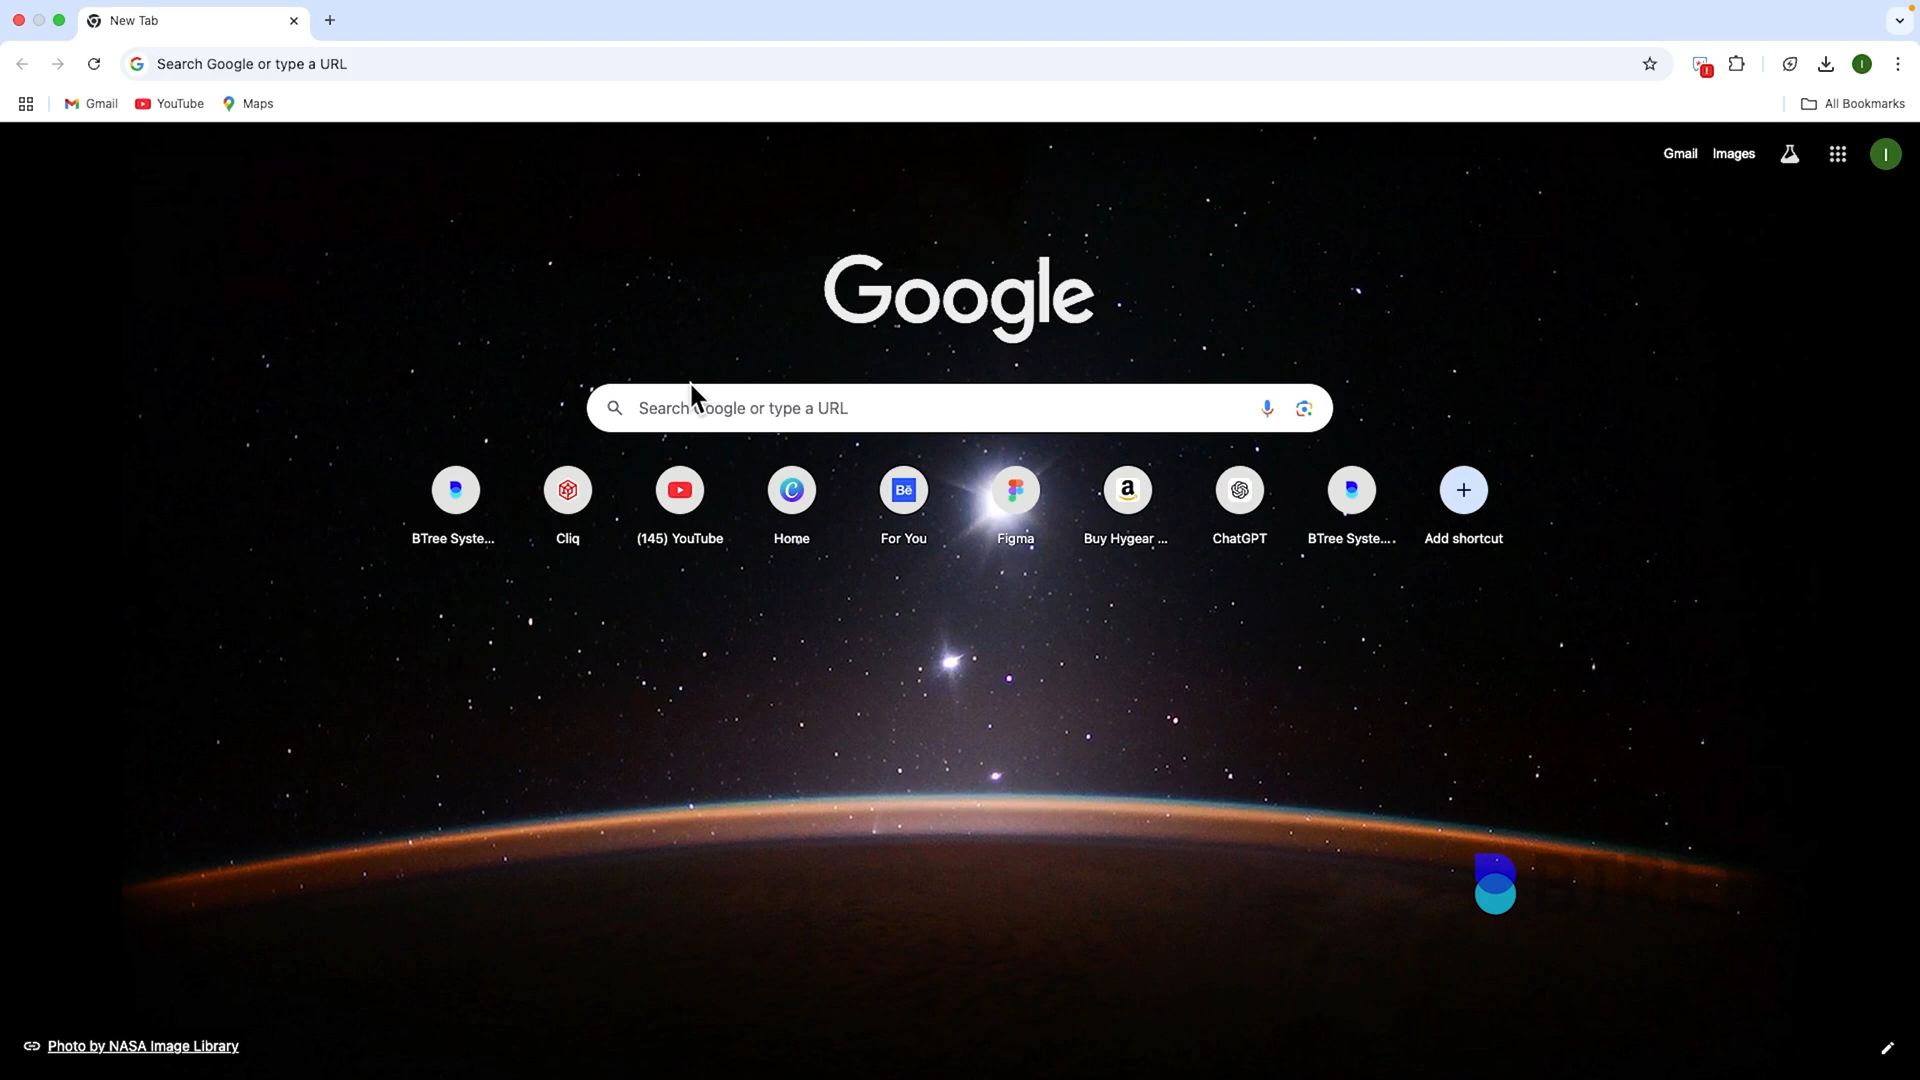 New Tab
Search Google or type a URL
Gmail YouTube Maps All Bookmarks
Gmail Images I
Google
Search Google or type a URL
BTree Syste... Cliq (145) YouTube Home For You Figma Buy Hygear ... ChatGPT BTree Syste... Add shortcut
Photo by NASA Image Library